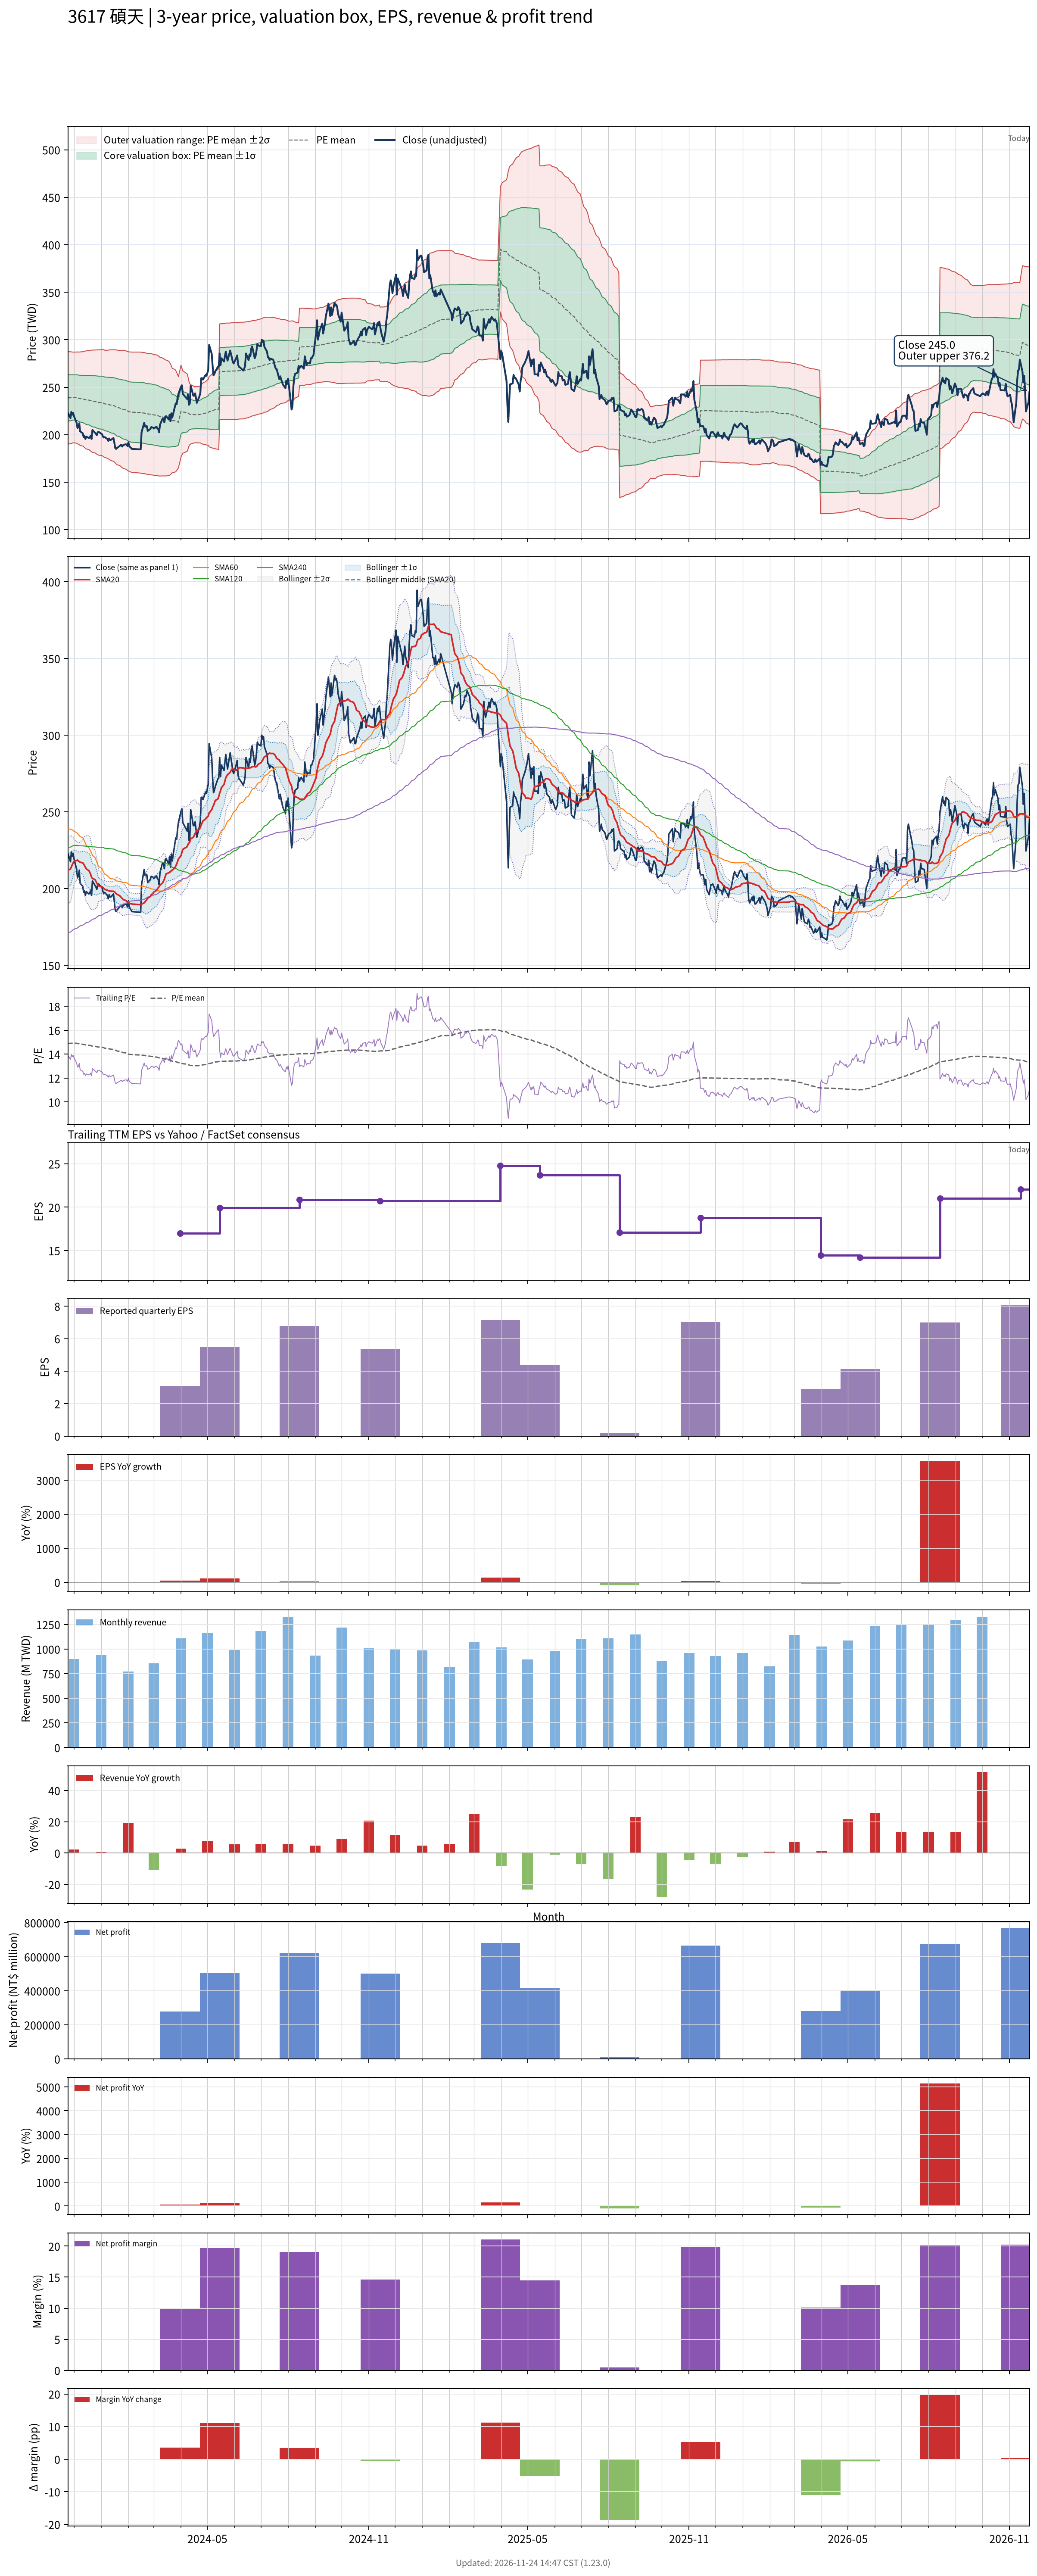 3617 碩天 | 3-year price, valuation box, EPS, revenue & profit trend
Outer valuation range: PE mean ±2σ
PE mean
Close (unadjusted)
Core valuation box: PE mean ±1σ
Today
500
450
400
350
300
250
200
150
100
Price (TWD)
Close 245.0
Outer upper 376.2
Close (same as panel 1)
SMA60
SMA240
Bollinger ±1σ
SMA20
SMA120
Bollinger ±2σ
Bollinger middle (SMA20)
400
350
300
250
200
150
Price
Trailing P/E
P/E mean
18
16
14
12
10
P/E
Trailing TTM EPS vs Yahoo / FactSet consensus
Today
25
20
15
EPS
Reported quarterly EPS
8
6
4
2
0
EPS
EPS YoY growth
3000
2000
1000
0
YoY (%)
Monthly revenue
1250
1000
750
500
250
0
Revenue (M TWD)
Revenue YoY growth
40
20
0
-20
YoY (%)
Month
Net profit
800000
600000
400000
200000
0
Net profit (NT$ million)
Net profit YoY
5000
4000
3000
2000
1000
0
YoY (%)
Net profit margin
20
15
10
5
0
Margin (%)
Margin YoY change
20
10
0
-10
-20
Δ margin (pp)
2024-05
2024-11
2025-05
2025-11
2026-05
2026-11
Updated: 2026-11-24 14:47 CST (1.23.0)